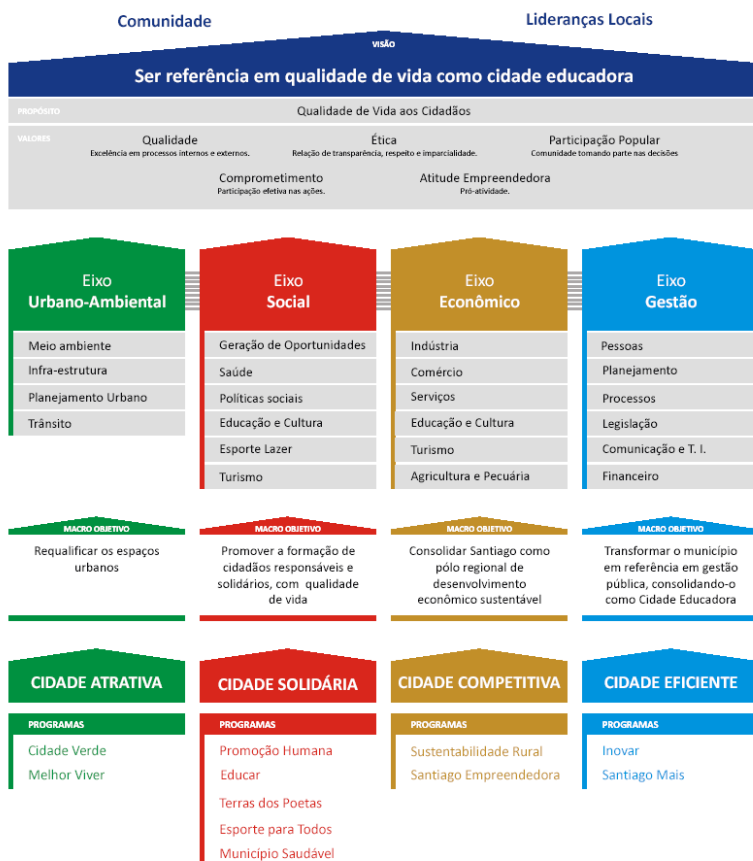 Comunidade
Lideranças Locais
VISÃO
Ser referência em qualidade de vida como cidade educadora
PROPÓSITO
Qualidade de Vida aos Cidadãos
VALORES
Qualidade
Excelência em processos internos e externos.
Ética
Relação de transparência, respeito e imparcialidade.
Participação Popular
Comunidade tomando parte nas decisões
Comprometimento
Participação efetiva nas ações.
Atitude Empreendedora
Pró-atividade.
Eixo
Urbano-Ambiental
Meio ambiente
Infra-estrutura
Planejamento Urbano
Trânsito
Eixo
Social
Geração de Oportunidades
Saúde
Políticas sociais
Educação e Cultura
Esporte Lazer
Turismo
Eixo
Econômico
Indústria
Comércio
Serviços
Educação e Cultura
Turismo
Agricultura e Pecuária
Eixo
Gestão
Pessoas
Planejamento
Processos
Legislação
Comunicação e T. I.
Financeiro
MACRO OBJETIVO
Requalificar os espaços
urbanos
MACRO OBJETIVO
Promover a formação de
cidadãos responsáveis e
solidários, com qualidade
de vida
MACRO OBJETIVO
Consolidar Santiago como
pólo regional de
desenvolvimento
econômico sustentável
MACRO OBJETIVO
Transformar o município
em referência em gestão
pública, consolidando-o
como Cidade Educadora
CIDADE ATRATIVA
PROGRAMAS
Cidade Verde
Melhor Viver
CIDADE SOLIDÁRIA
PROGRAMAS
Promoção Humana
Educar
Terras dos Poetas
Esporte para Todos
Município Saudável
CIDADE COMPETITIVA
PROGRAMAS
Sustentabilidade Rural
Santiago Empreendedora
CIDADE EFICIENTE
PROGRAMAS
Inovar
Santiago Mais